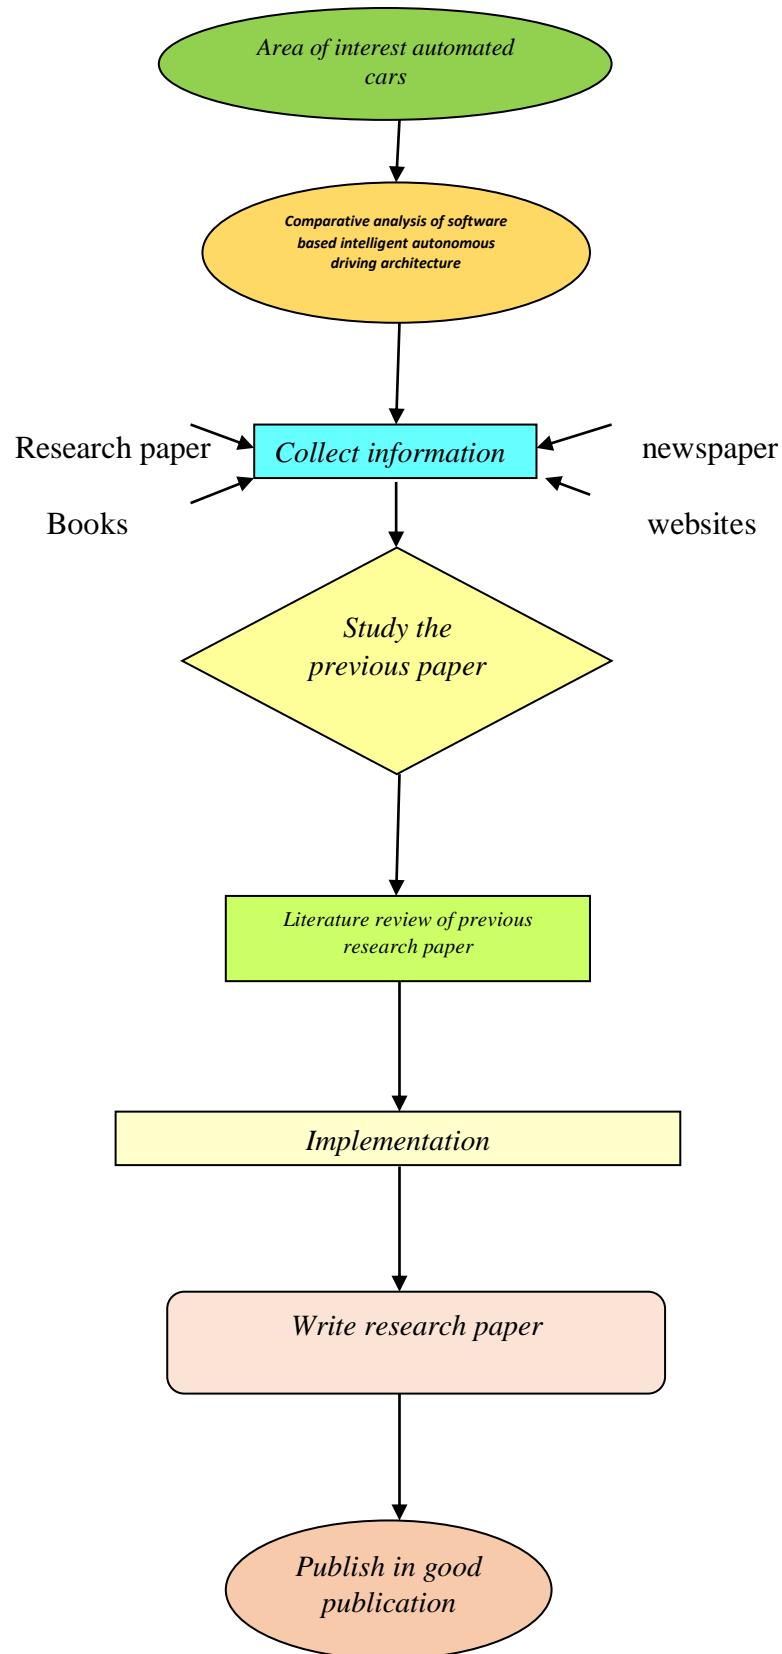 Area of interest automated
cars
Comparative analysis of software
based intelligent autonomous
driving architecture
Research paper
Collect information
newspaper
Books
websites
Study the
previous paper
Literature review of previous
research paper
Implementation
Write research paper
Publish in good
publication